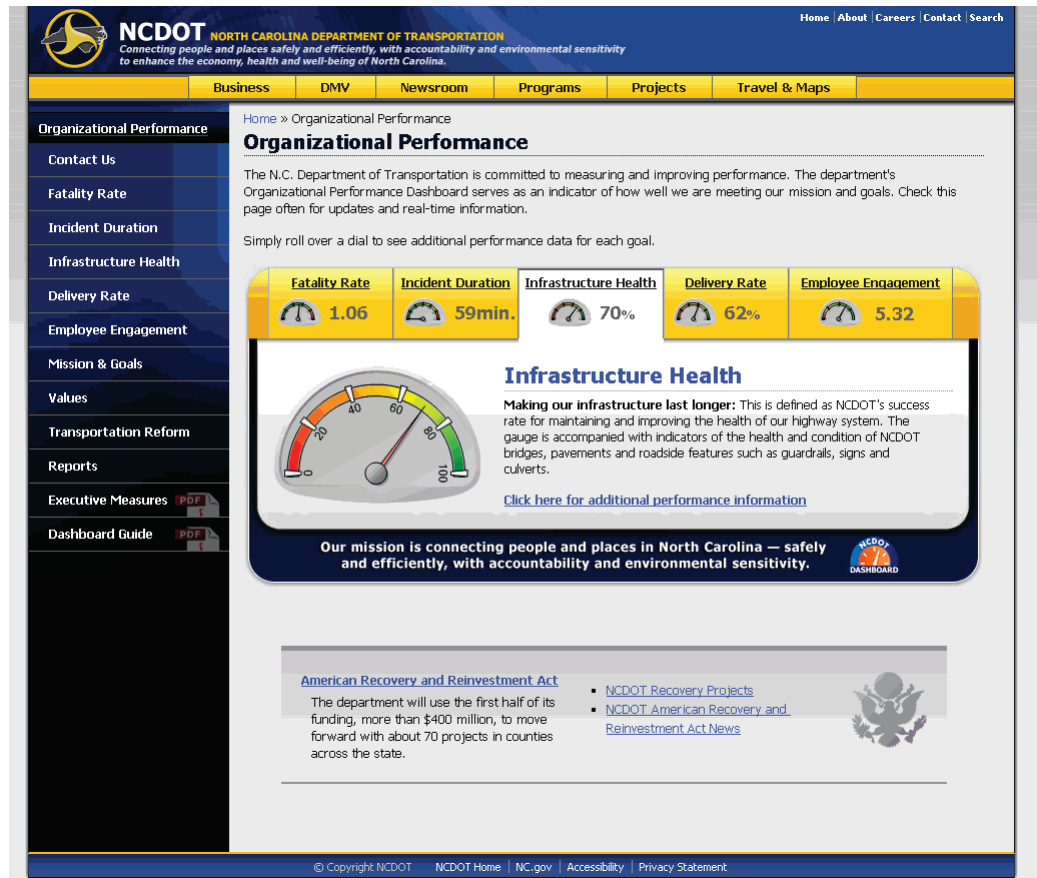 Home | About | Careers | Contact | Search
NCDOT NORTH CAROLINA DEPARTMENT OF TRANSPORTATION
Connecting people and places safely and efficiently, with accountability and environmental sensitivity
to enhance the economy, health and well-being of North Carolina.
Business DMV Newsroom Programs Projects Travel & Maps
Organizational Performance
Contact Us
Fatality Rate
Incident Duration
Infrastructure Health
Delivery Rate
Employee Engagement
Mission & Goals
Values
Transportation Reform
Reports
Executive Measures PDF
Dashboard Guide PDF
Home » Organizational Performance
Organizational Performance
The N.C. Department of Transportation is committed to measuring and improving performance. The department's
Organizational Performance Dashboard serves as an indicator of how well we are meeting our mission and goals. Check this
page often for updates and real-time information.
Simply roll over a dial to see additional performance data for each goal.
Fatality Rate Incident Duration Infrastructure Health Delivery Rate Employee Engagement
1.06 59min. 70% 62% 5.32
0 20 40 60 80 100
Infrastructure Health
Making our infrastructure last longer: This is defined as NCDOT's success
rate for maintaining and improving the health of our highway system. The
gauge is accompanied with indicators of the health and condition of NCDOT
bridges, pavements and roadside features such as guardrails, signs and
culverts.
Click here for additional performance information
Our mission is connecting people and places in North Carolina — safely
and efficiently, with accountability and environmental sensitivity.
NCDOT
DASHBOARD
American Recovery and Reinvestment Act
The department will use the first half of its
funding, more than $400 million, to move
forward with about 70 projects in counties
across the state.
▪ NCDOT Recovery Projects
▪ NCDOT American Recovery and
Reinvestment Act News
© Copyright NCDOT NCDOT Home | NC.gov | Accessibility | Privacy Statement